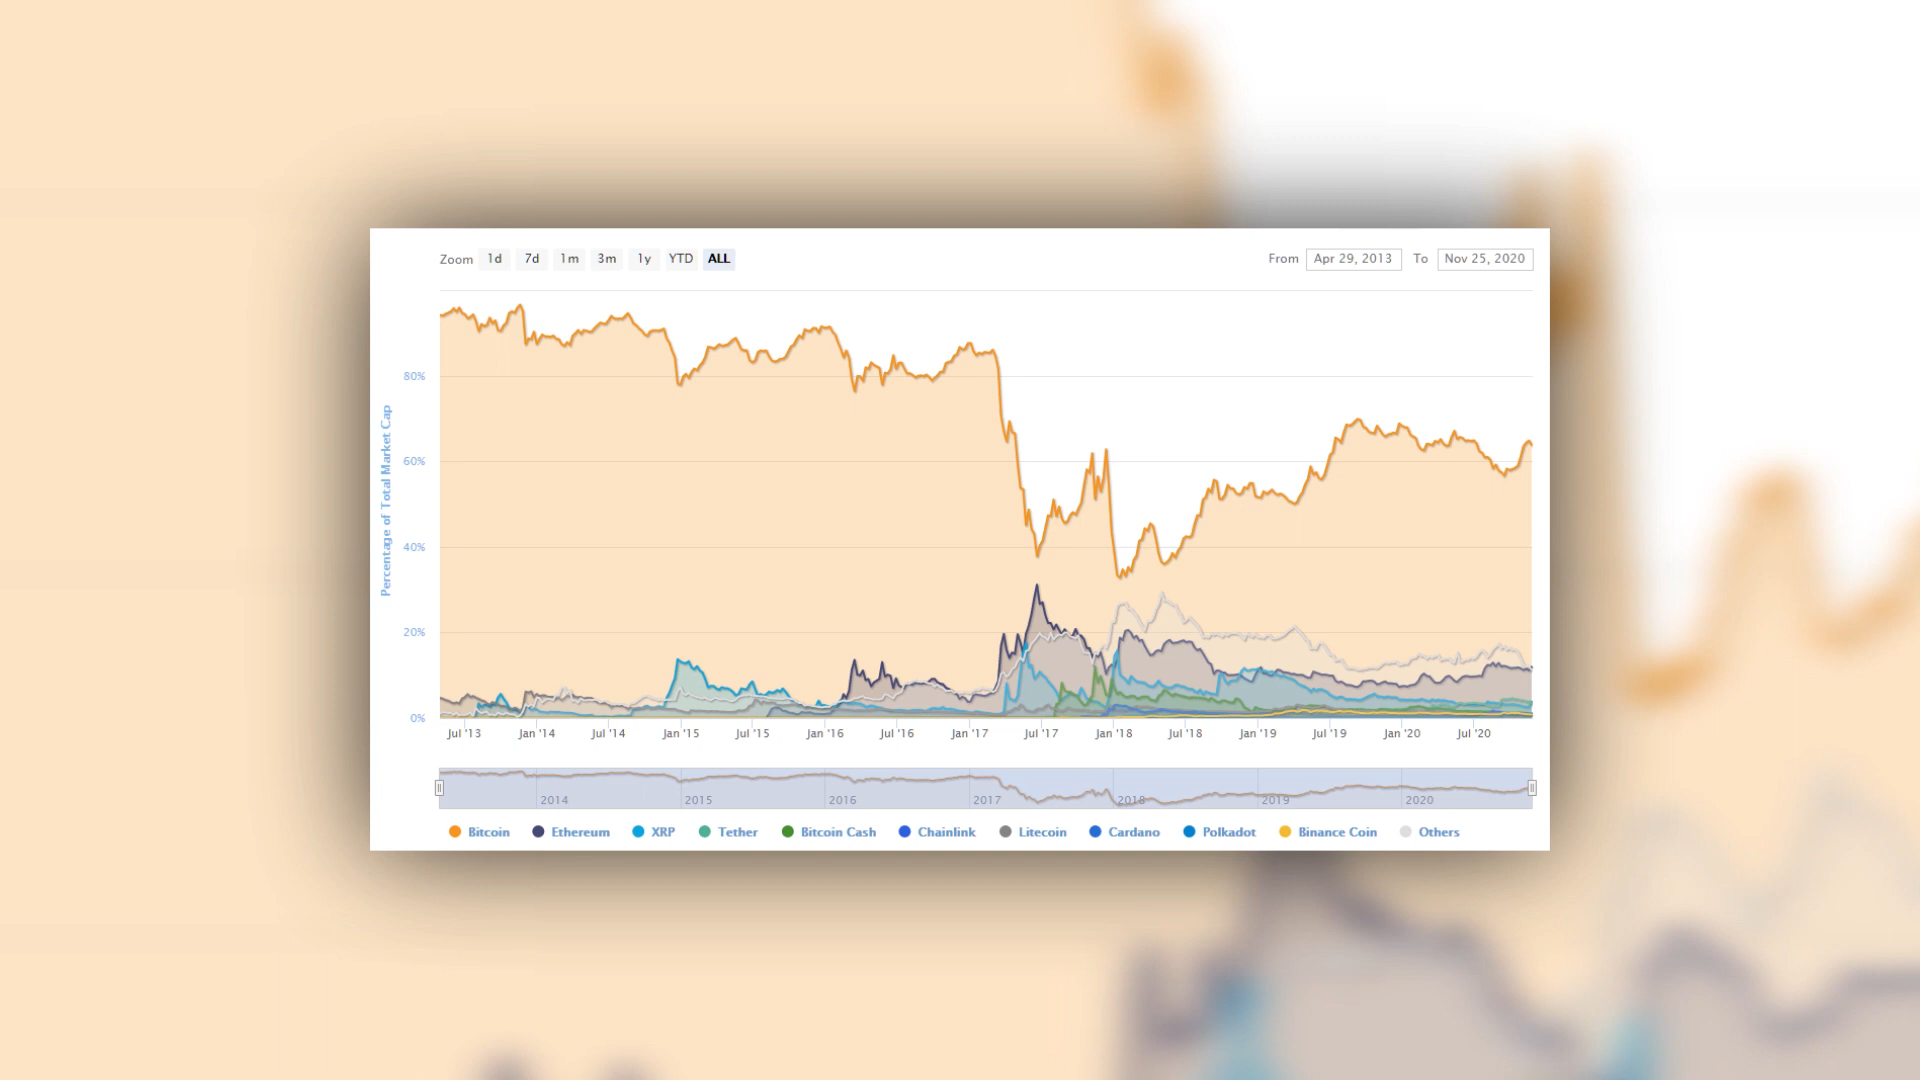 Zoom 1d 7d 1m 3m 1y YTD ALL From Apr 29, 2013 To Nov 25, 2020
Percentage of Total Market Cap
80%
60%
40%
20%
0%
Jul '13 Jan '14 Jul '14 Jan '15 Jul '15 Jan '16 Jul '16 Jan '17 Jul '17 Jan '18 Jul '18 Jan '19 Jul '19 Jan '20 Jul '20
2014 2015 2016 2017 2018 2019 2020
Bitcoin Ethereum XRP Tether Bitcoin Cash Chainlink Litecoin Cardano Polkadot Binance Coin Others